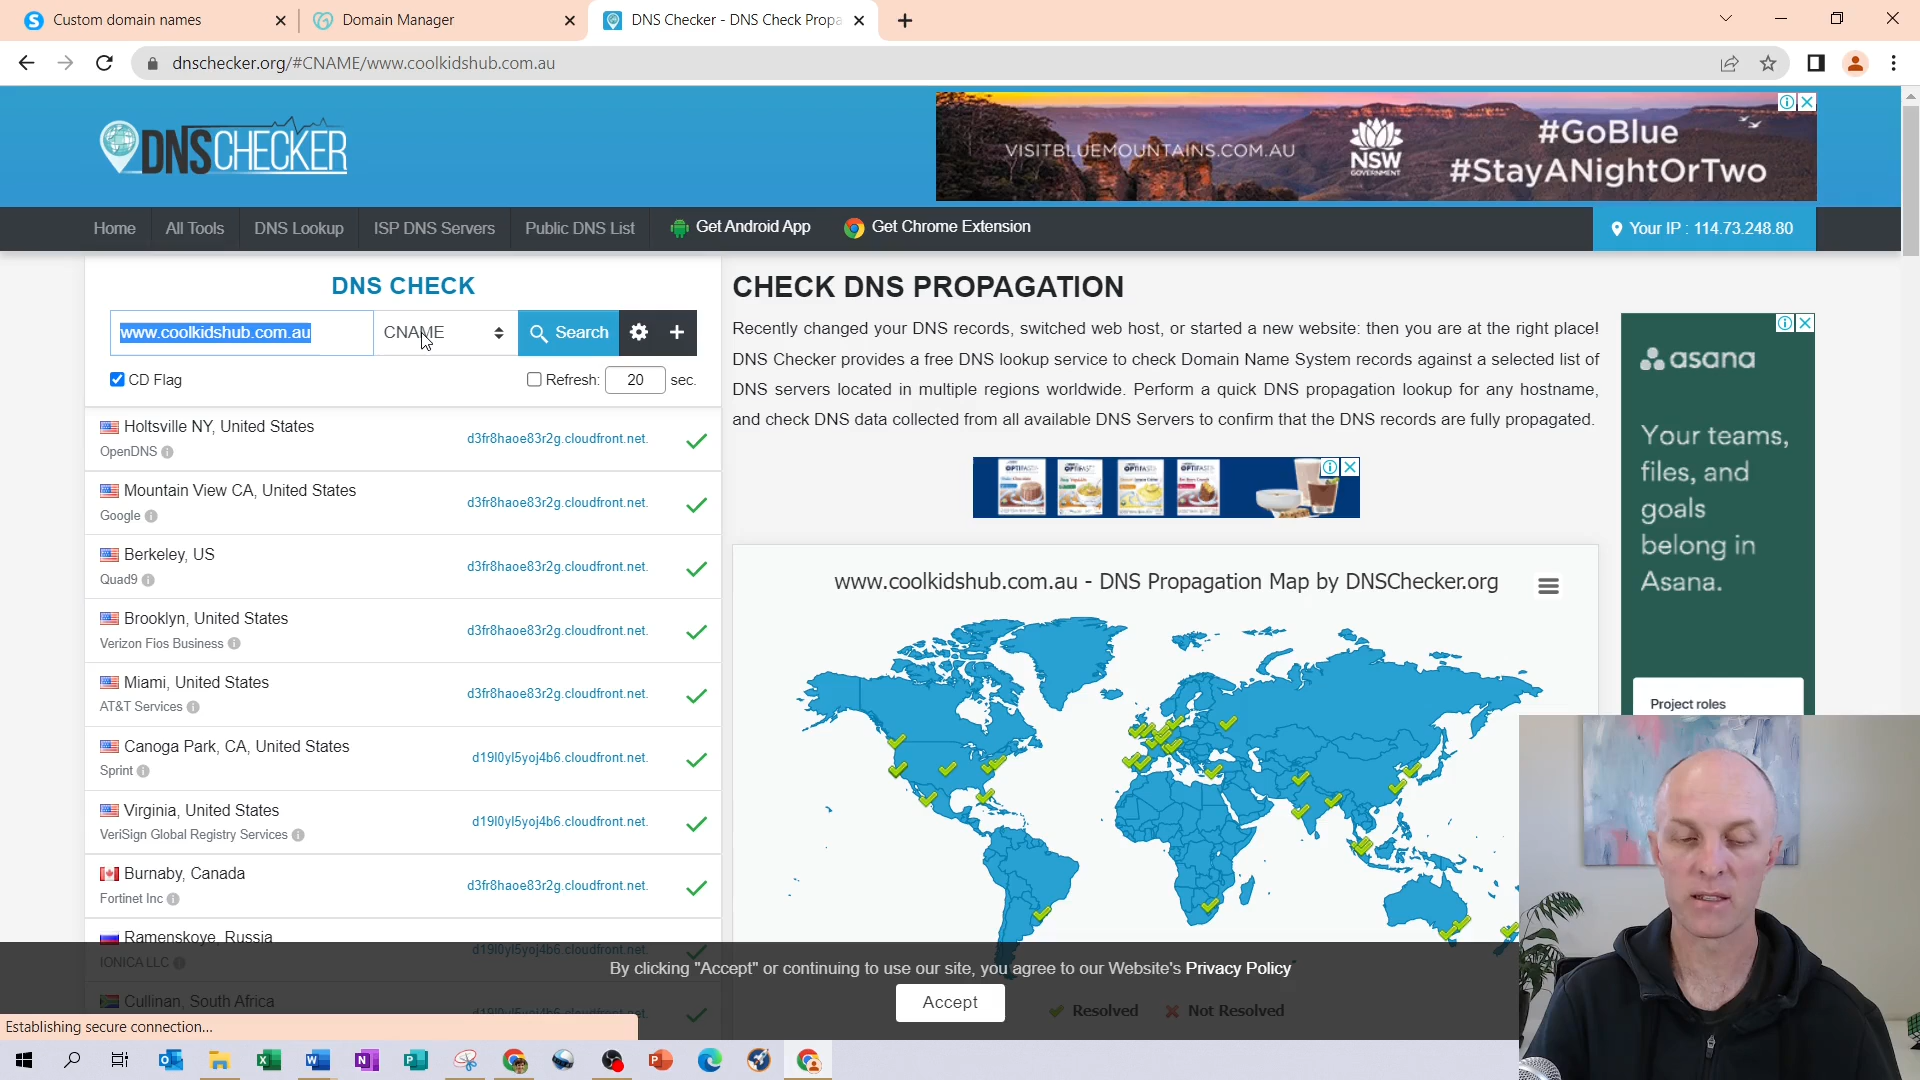 Custom domain names
Domain Manager
DNS Checker - DNS Check Propa
dnschecker.org/#CNAME/www.coolkidshub.com.au
DNSCHECKER
VISITBLUEMOUNTAINS.COM.AU
NSW
GOVERNMENT
#GoBlue
#StayANightOrTwo
Home
All Tools
DNS Lookup
ISP DNS Servers
Public DNS List
Get Android App
Get Chrome Extension
Your IP : 114.73.248.80
DNS CHECK
www.coolkidshub.com.au
CNAME
Search
CD Flag
Refresh: 20 sec.
Holtsville NY, United States
OpenDNS
d3fr8haoe83r2g.cloudfront.net.
Mountain View CA, United States
Google
d3fr8haoe83r2g.cloudfront.net.
Berkeley, US
Quad9
d3fr8haoe83r2g.cloudfront.net.
Brooklyn, United States
Verizon Fios Business
d3fr8haoe83r2g.cloudfront.net.
Miami, United States
AT&T Services
d3fr8haoe83r2g.cloudfront.net.
Canoga Park, CA, United States
Sprint
d19l0yl5yoj4b6.cloudfront.net.
Virginia, United States
VeriSign Global Registry Services
d19l0yl5yoj4b6.cloudfront.net.
Burnaby, Canada
Fortinet Inc
d3fr8haoe83r2g.cloudfront.net.
Ramenskoye, Russia
IONICA LLC
d19l0yl5yoj4b6.cloudfront.net.
Cullinan, South Africa
CHECK DNS PROPAGATION
Recently changed your DNS records, switched web host, or started a new website: then you are at the right place!
DNS Checker provides a free DNS lookup service to check Domain Name System records against a selected list of
DNS servers located in multiple regions worldwide. Perform a quick DNS propagation lookup for any hostname,
and check DNS data collected from all available DNS Servers to confirm that the DNS records are fully propagated.
OPTIFAST OPTIFAST OPTIFAST OPTIFAST
www.coolkidshub.com.au - DNS Propagation Map by DNSChecker.org
asana
Your teams,
files, and
goals
belong in
Asana.
Project roles
By clicking "Accept" or continuing to use our site, you agree to our Website's Privacy Policy
Accept
Resolved
Not Resolved
Establishing secure connection...